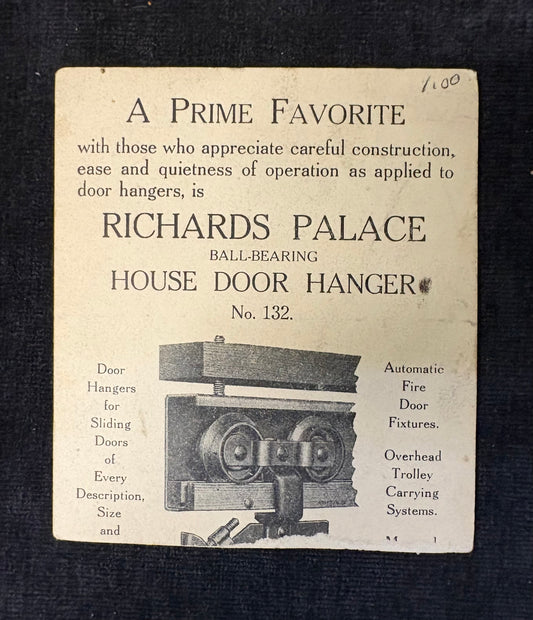 1.00
A PRIME FAVORITE
with those who appreciate careful construction,
ease and quietness of operation as applied to
door hangers, is
RICHARDS PALACE
BALL-BEARING
HOUSE DOOR HANGER
No. 132.
Door
Hangers
for
Sliding
Doors
of
Every
Description,
Size
and
Automatic
Fire
Door
Fixtures.
Overhead
Trolley
Carrying
Systems.